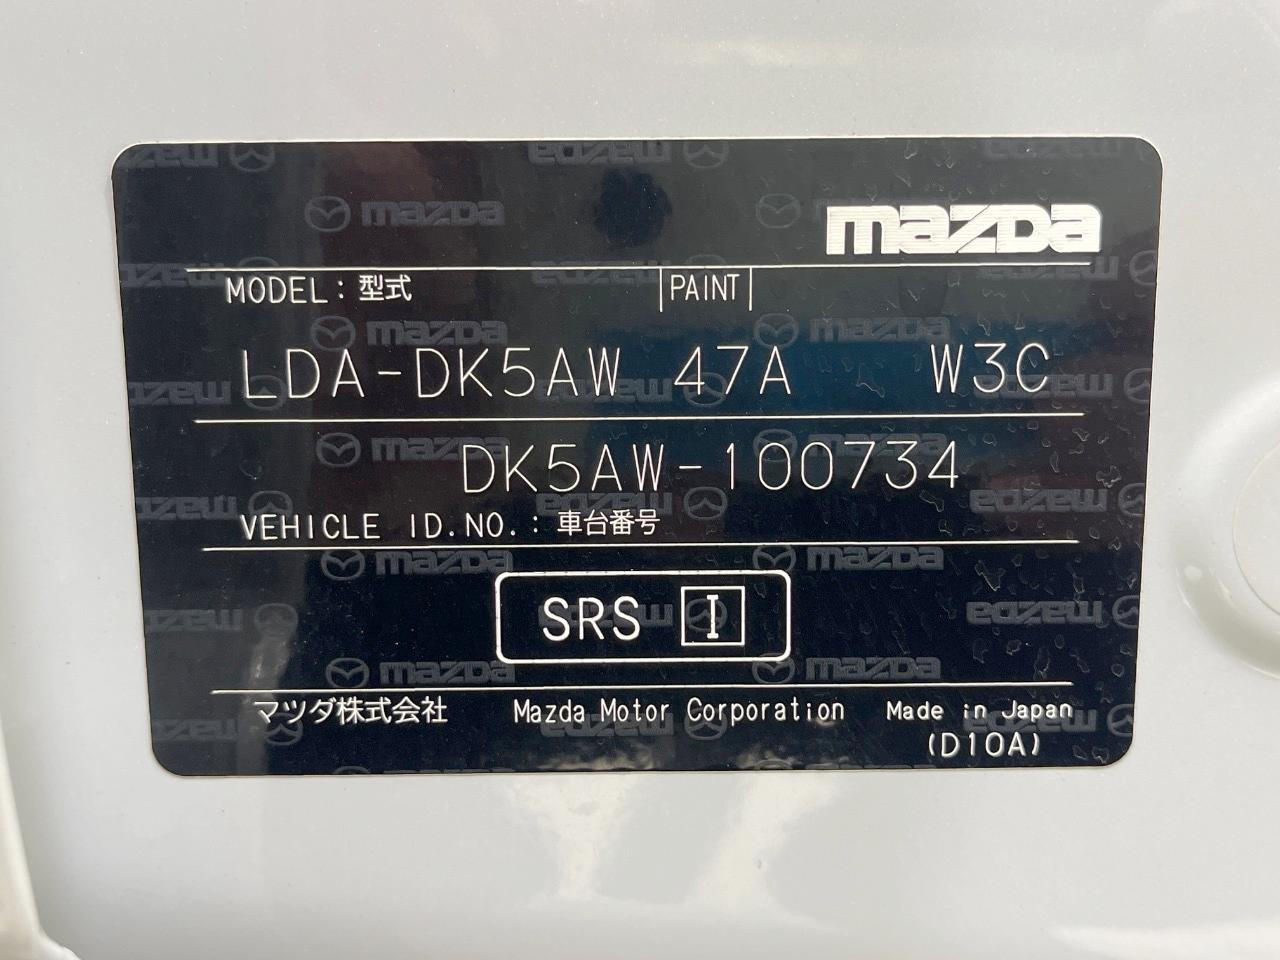 mazda
MODEL: 型式 PAINT
LDA-DK5AW 47A W3C
DK5AW-100734
VEHICLE ID.NO.: 車台番号
SRS I
マツダ株式会社 Mazda Motor Corporation Made in Japan
(D10A)